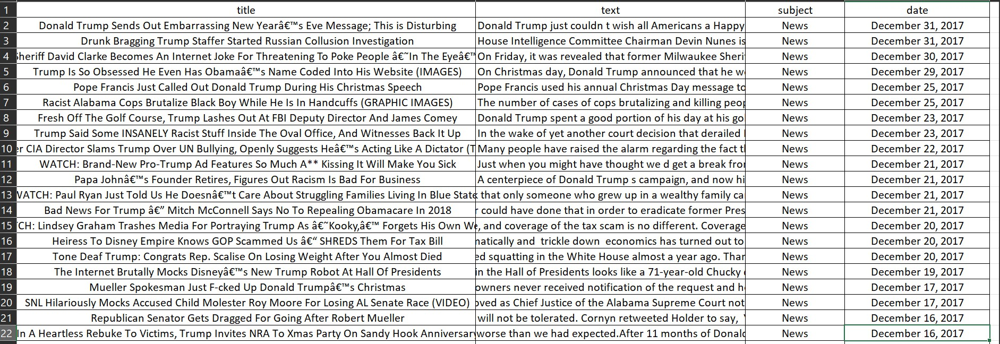 1 title text subject date
2 Donald Trump Sends Out Embarrassing New Yearâ€™s Eve Message; This is Disturbing Donald Trump just couldn t wish all Americans a Happy News December 31, 2017
3 Drunk Bragging Trump Staffer Started Russian Collusion Investigation House Intelligence Committee Chairman Devin Nunes is News December 31, 2017
4 Sheriff David Clarke Becomes An Internet Joke For Threatening To Poke People â€˜In The Eyeâ€™ On Friday, it was revealed that former Milwaukee Sheri News December 30, 2017
5 Trump Is So Obsessed He Even Has Obamaâ€™s Name Coded Into His Website (IMAGES) On Christmas day, Donald Trump announced that he w News December 29, 2017
6 Pope Francis Just Called Out Donald Trump During His Christmas Speech Pope Francis used his annual Christmas Day message to News December 25, 2017
7 Racist Alabama Cops Brutalize Black Boy While He Is In Handcuffs (GRAPHIC IMAGES) The number of cases of cops brutalizing and killing peop News December 25, 2017
8 Fresh Off The Golf Course, Trump Lashes Out At FBI Deputy Director And James Comey Donald Trump spent a good portion of his day at his go News December 23, 2017
9 Trump Said Some INSANELY Racist Stuff Inside The Oval Office, And Witnesses Back It Up In the wake of yet another court decision that derailed News December 23, 2017
10 er CIA Director Slams Trump Over UN Bullying, Openly Suggests Heâ€™s Acting Like A Dictator (T Many people have raised the alarm regarding the fact th News December 22, 2017
11 WATCH: Brand-New Pro-Trump Ad Features So Much A** Kissing It Will Make You Sick Just when you might have thought we d get a break from News December 21, 2017
12 Papa Johnâ€™s Founder Retires, Figures Out Racism Is Bad For Business A centerpiece of Donald Trump s campaign, and now hi News December 21, 2017
13 WATCH: Paul Ryan Just Told Us He Doesnâ€™t Care About Struggling Families Living In Blue State that only someone who grew up in a wealthy family ca News December 21, 2017
14 Bad News For Trump â€” Mitch McConnell Says No To Repealing Obamacare In 2018 r could have done that in order to eradicate former Pres News December 21, 2017
15 TCH: Lindsey Graham Trashes Media For Portraying Trump As â€˜Kooky,â€™ Forgets His Own We , and coverage of the tax scam is no different. Coverage News December 20, 2017
16 Heiress To Disney Empire Knows GOP Scammed Us â€“ SHREDS Them For Tax Bill matically and trickle down economics has turned out to News December 20, 2017
17 Tone Deaf Trump: Congrats Rep. Scalise On Losing Weight After You Almost Died ed squatting in the White House almost a year ago. Than News December 20, 2017
18 The Internet Brutally Mocks Disneyâ€™s New Trump Robot At Hall Of Presidents in the Hall of Presidents looks like a 71-year-old Chucky News December 19, 2017
19 Mueller Spokesman Just F-cked Up Donald Trumpâ€™s Christmas owners never received notification of the request and h News December 17, 2017
20 SNL Hilariously Mocks Accused Child Molester Roy Moore For Losing AL Senate Race (VIDEO) oved as Chief Justice of the Alabama Supreme Court not News December 17, 2017
21 Republican Senator Gets Dragged For Going After Robert Mueller will not be tolerated. Cornyn retweeted Holder to say, News December 16, 2017
22 In A Heartless Rebuke To Victims, Trump Invites NRA To Xmas Party On Sandy Hook Anniversary worse than we had expected.After 11 months of Donald News December 16, 2017